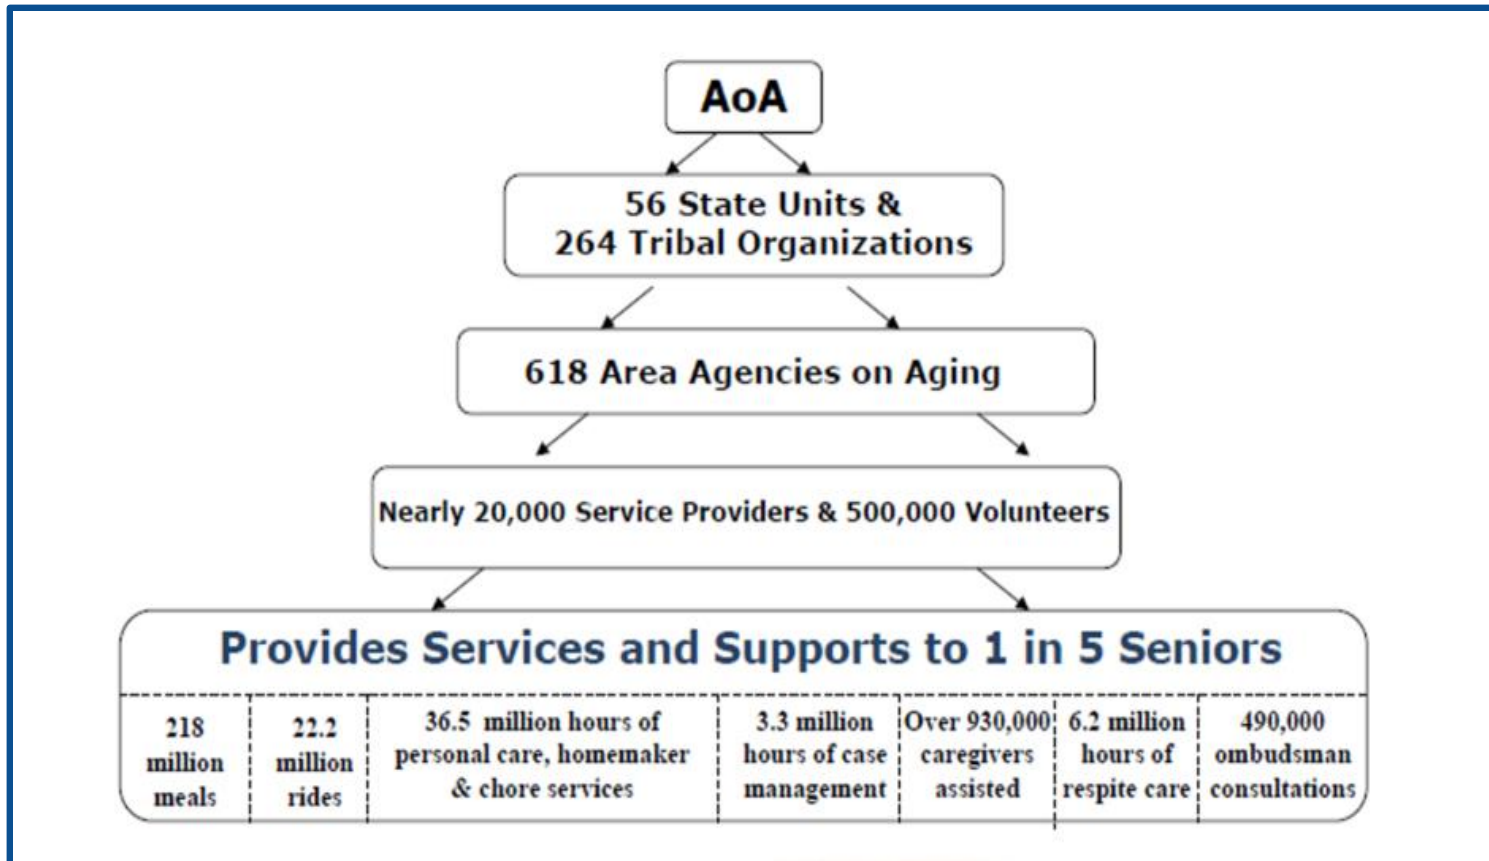 AoA
56 State Units &
264 Tribal Organizations
618 Area Agencies on Aging
Nearly 20,000 Service Providers & 500,000 Volunteers
Provides Services and Supports to 1 in 5 Seniors
218
million
meals
22.2
million
rides
36.5 million hours of
personal care, homemaker
& chore services
3.3 million
hours of case
management
Over 930,000
caregivers
assisted
6.2 million
hours of
respite care
490,000
ombudsman
consultations